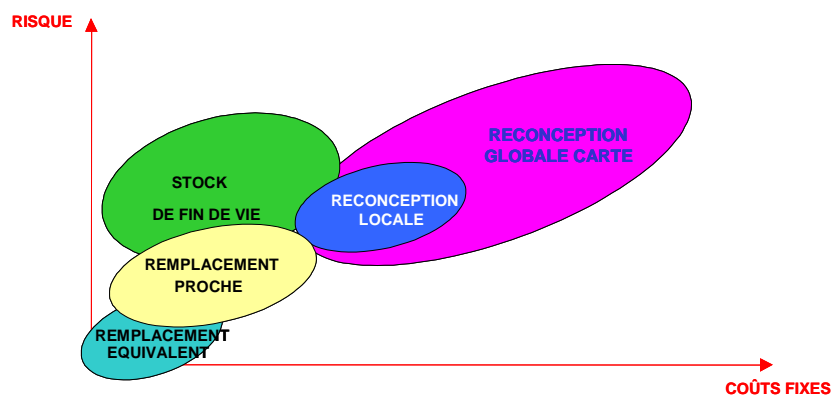 RISQUE
RECONCEPTION
GLOBALE CARTE
STOCK
DE FIN DE VIE
RECONCEPTION
LOCALE
REMPLACEMENT
PROCHE
REMPLACEMENT
EQUIVALENT
COÛTS FIXES